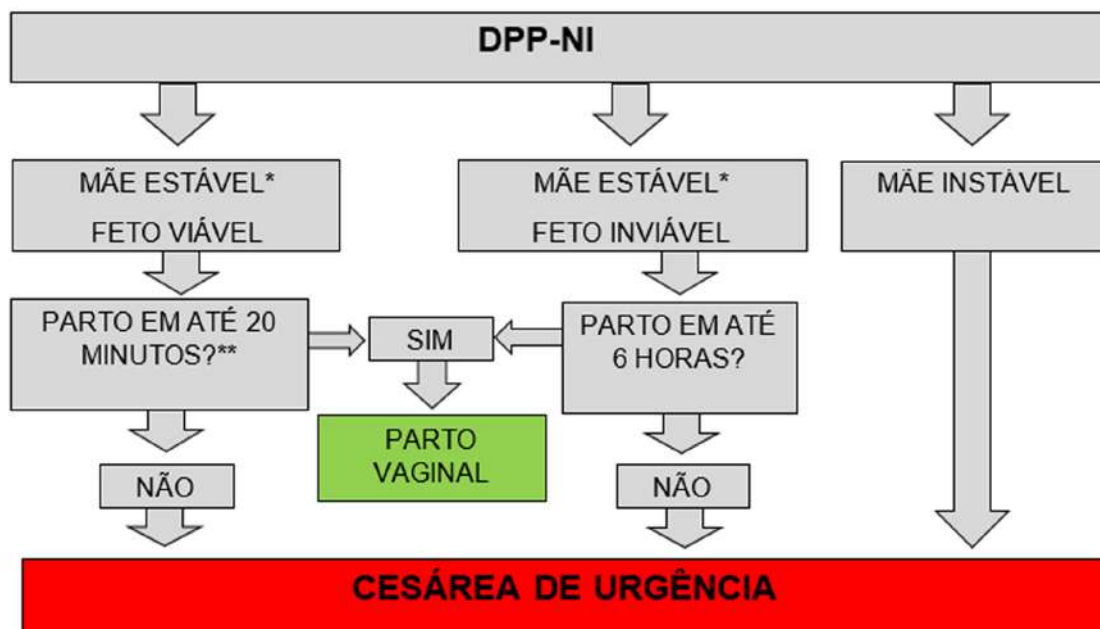 DPP-NI
MÃE ESTÁVEL*
FETO VIÁVEL
MÃE ESTÁVEL*
FETO INVIÁVEL
MÃE INSTÁVEL
PARTO EM ATÉ 20
MINUTOS?**
SIM
PARTO EM ATÉ
6 HORAS?
PARTO
VAGINAL
NÃO
NÃO
CESÁREA DE URGÊNCIA